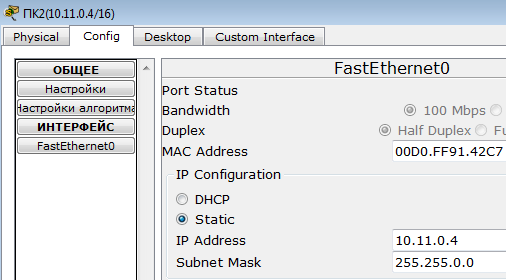 ПК2(10.11.0.4/16)
Physical Config Desktop Custom Interface
ОБЩЕЕ
Настройки
Настройки алгоритма
ИНТЕРФЕЙС
FastEthernet0
FastEthernet0
Port Status
Bandwidth 100 Mbps
Duplex Half Duplex Fu
MAC Address 00D0.FF91.42C7
IP Configuration
DHCP
Static
IP Address 10.11.0.4
Subnet Mask 255.255.0.0